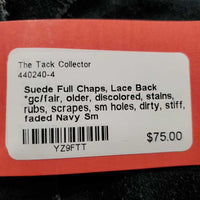 The Tack Collector
440240-4
Suede Full Chaps, Lace Back
*gc/fair, older, discolored, stains,
rubs, scrapes, sm holes, dirty, stiff,
faded Navy Sm
YZ9FTT
$75.00